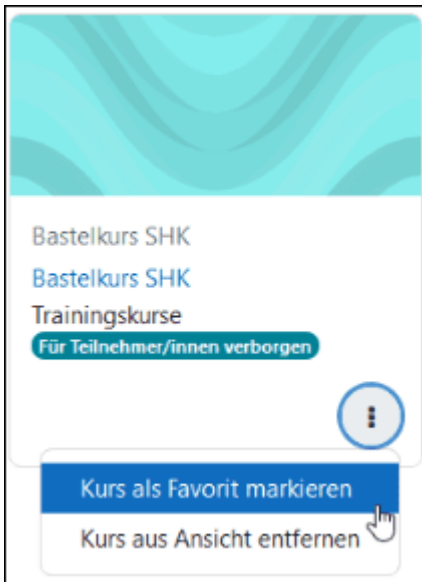 Bastelkurs SHK
Bastelkurs SHK
Trainingskurse
Für Teilnehmer/innen verborgen
Kurs als Favorit markieren
Kurs aus Ansicht entfernen